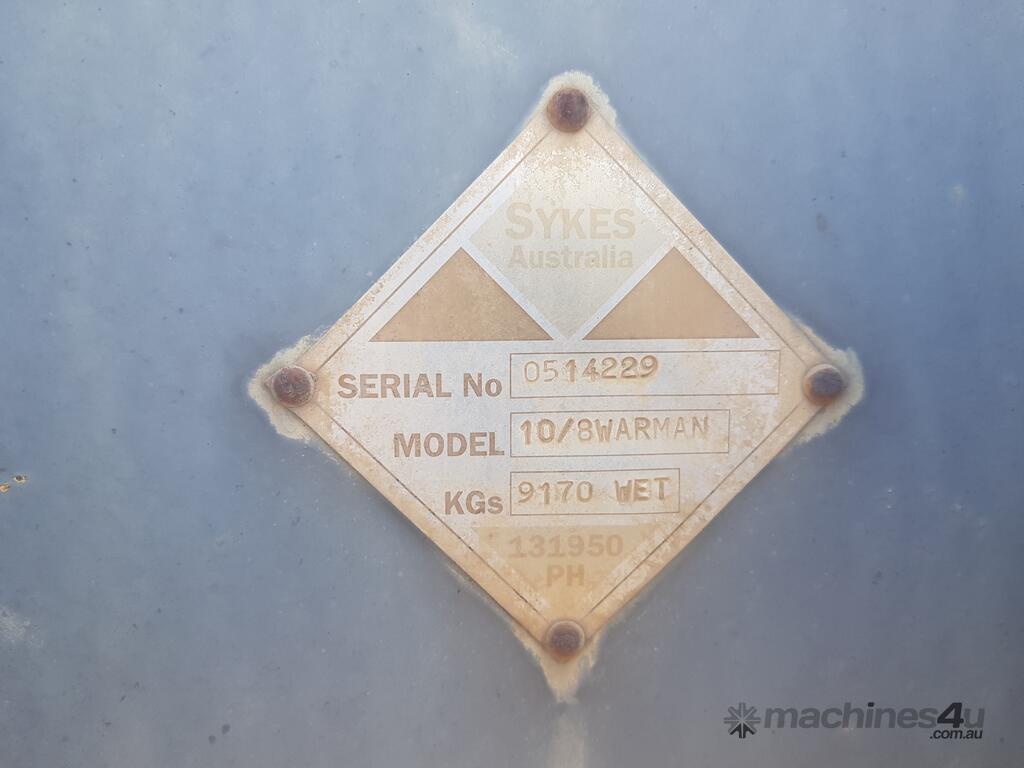 SYKES
Australia
SERIAL No 0514229
MODEL 10/8WARMAN
KGs 9170 WET
131950
PH
machines4u
.com.au